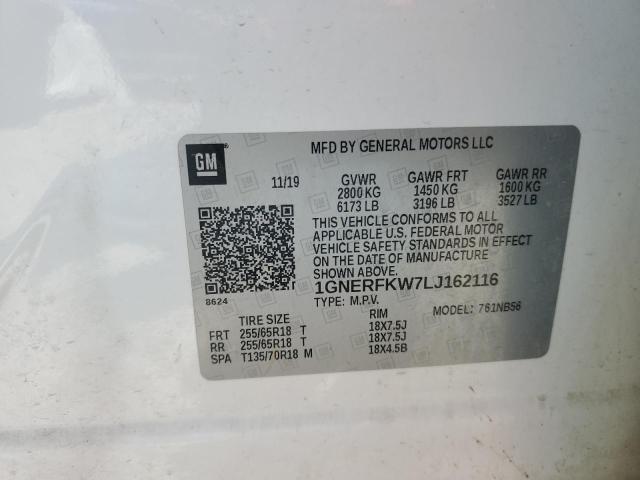 GM
MFD BY GENERAL MOTORS LLC
11/19 GVWR GAWR FRT GAWR RR
2800 KG 1450 KG 1600 KG
6173 LB 3196 LB 3527 LB
THIS VEHICLE CONFORMS TO ALL
APPLICABLE U.S. FEDERAL MOTOR
VEHICLE SAFETY STANDARDS IN EFFECT
ON THE DATE OF MANUFACTURE
SHOWN ABOVE.
8624
1GNERFKW7LJ162116
TYPE: M.P.V. MODEL: 761NB56
TIRE SIZE RIM
FRT 255/65R18 T 18X7.5J
RR 255/65R18 T 18X7.5J
SPA T135/70R18 M 18X4.5B